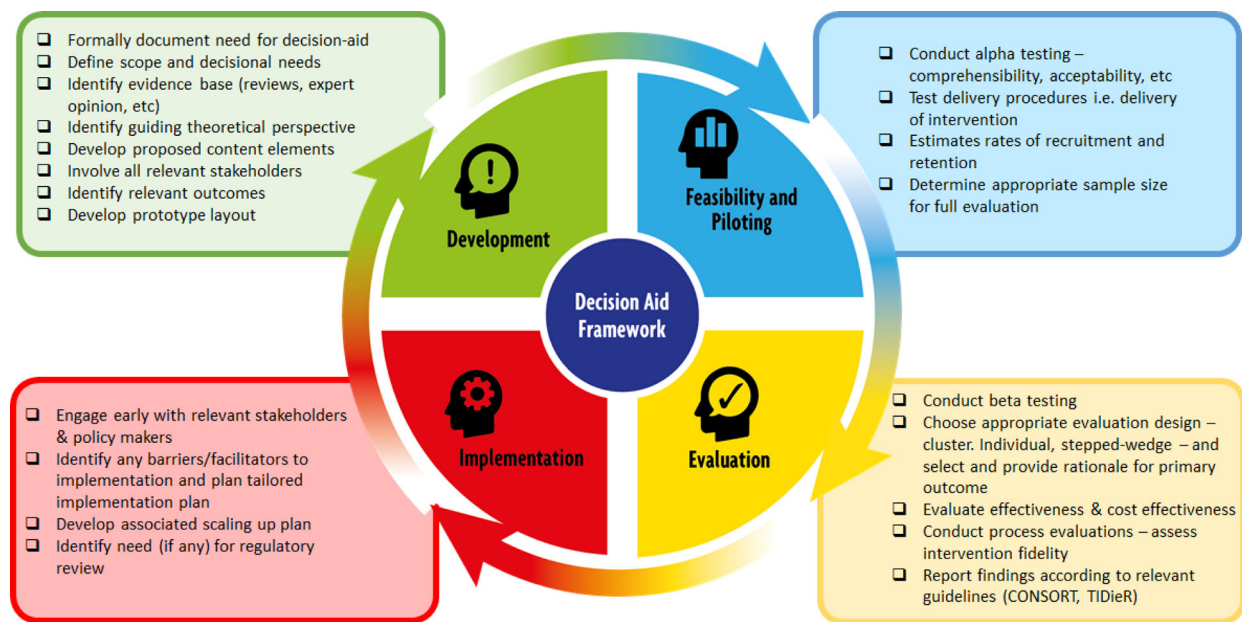 ❑ Formally document need for decision-aid
❑ Define scope and decisional needs
❑ Identify evidence base (reviews, expert
opinion, etc)
❑ Identify guiding theoretical perspective
❑ Develop proposed content elements
❑ Involve all relevant stakeholders
❑ Identify relevant outcomes
❑ Develop prototype layout
❑ Conduct alpha testing –
comprehensibility, acceptability, etc
❑ Test delivery procedures i.e. delivery
of intervention
❑ Estimates rates of recruitment and
retention
❑ Determine appropriate sample size
for full evaluation
Development
Feasibility and
Piloting
Decision Aid
Framework
Implementation
Evaluation
❑ Engage early with relevant stakeholders
& policy makers
❑ Identify any barriers/facilitators to
implementation and plan tailored
implementation plan
❑ Develop associated scaling up plan
❑ Identify need (if any) for regulatory
review
❑ Conduct beta testing
❑ Choose appropriate evaluation design –
cluster. Individual, stepped-wedge – and
select and provide rationale for primary
outcome
❑ Evaluate effectiveness & cost effectiveness
❑ Conduct process evaluations – assess
intervention fidelity
❑ Report findings according to relevant
guidelines (CONSORT, TIDieR)